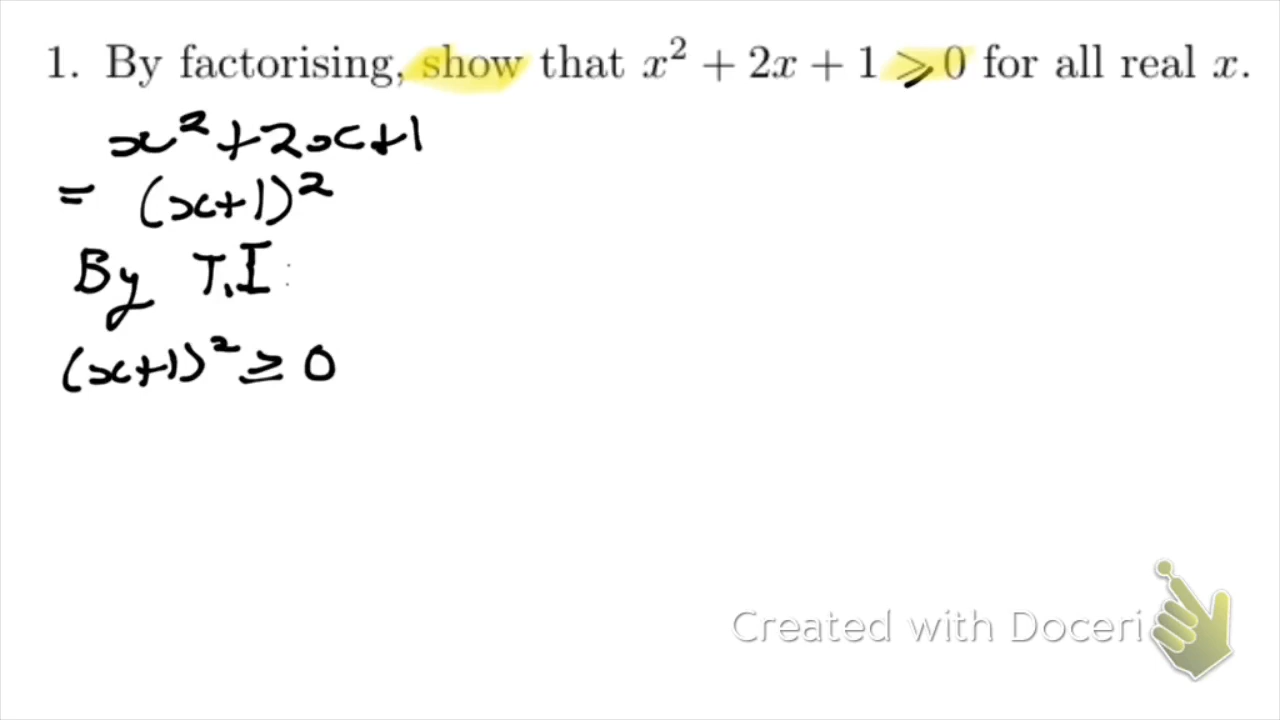 1. By factorising, show that x² + 2x + 1 ⩾ 0 for all real x.
x² + 2x + 1
= (x+1)²
By T.I :
(x+1)² ≥ 0
Created with Doceri